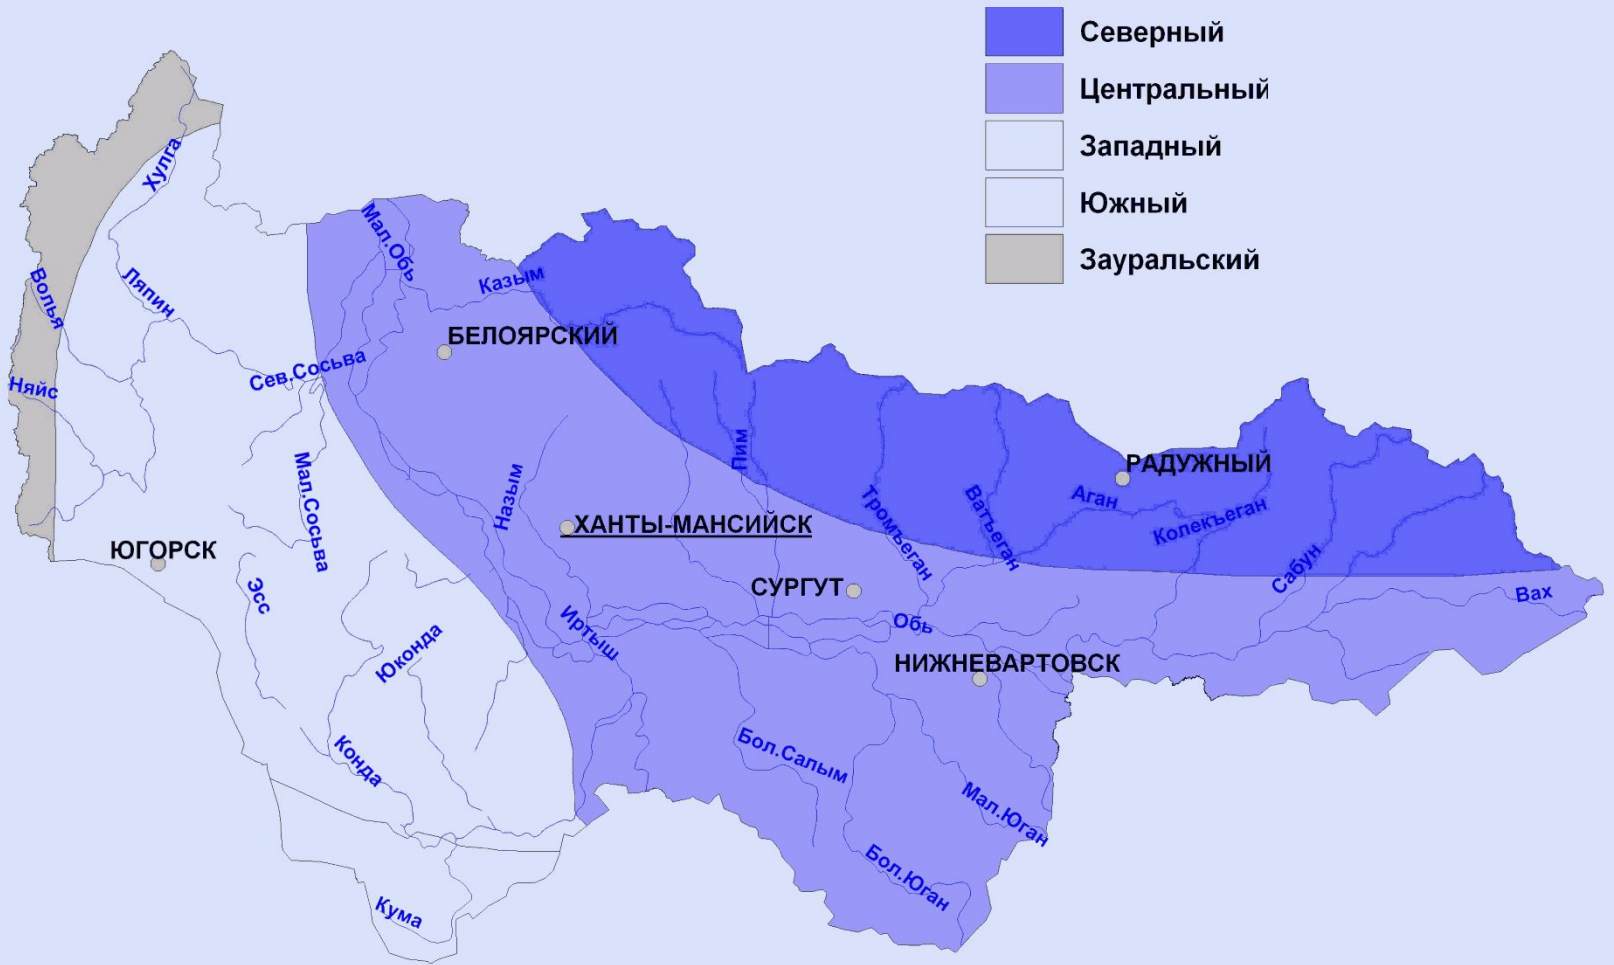 Северный
Центральный
Западный
Южный
Зауральский
Хулга
Мал.Обь
Казым
Волья
Ляпин
БЕЛОЯРСКИЙ
Сев.Сосьва
Няйс
Пим
РАДУЖНЫЙ
Мал.Сосьва
Назым
Тромъеган
Ватьеган
Аган
Колекъеган
ХАНТЫ-МАНСИЙСК
ЮГОРСК
Сабун
СУРГУТ
Эсс
Вах
Иртыш
Обь
Юконда
НИЖНЕВАРТОВСК
Конда
Бол.Салым
Мал.Юган
Бол.Юган
Кума